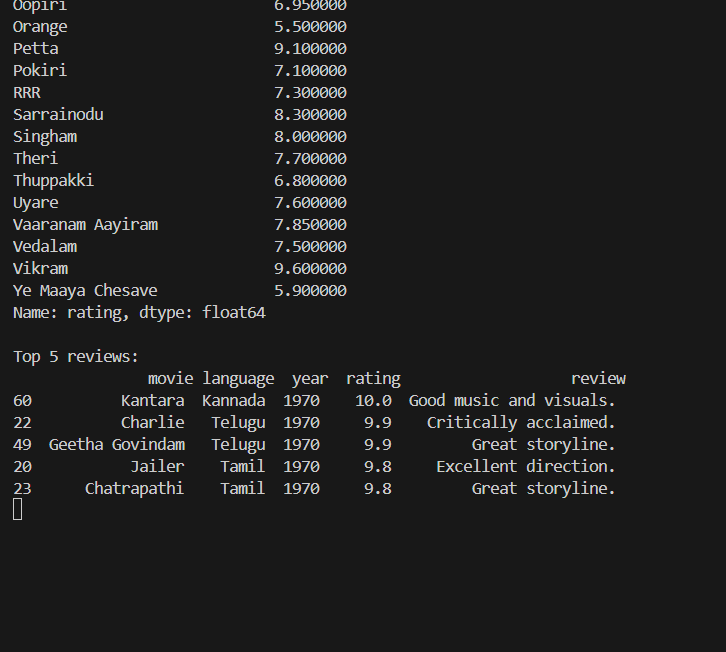 Oopiri 6.950000
Orange 5.500000
Petta 9.100000
Pokiri 7.100000
RRR 7.300000
Sarrainodu 8.300000
Singham 8.000000
Theri 7.700000
Thuppakki 6.800000
Uyare 7.600000
Vaaranam Aayiram 7.850000
Vedalam 7.500000
Vikram 9.600000
Ye Maaya Chesave 5.900000
Name: rating, dtype: float64
Top 5 reviews:
movie language year rating review
60 Kantara Kannada 1970 10.0 Good music and visuals.
22 Charlie Telugu 1970 9.9 Critically acclaimed.
49 Geetha Govindam Telugu 1970 9.9 Great storyline.
20 Jailer Tamil 1970 9.8 Excellent direction.
23 Chatrapathi Tamil 1970 9.8 Great storyline.